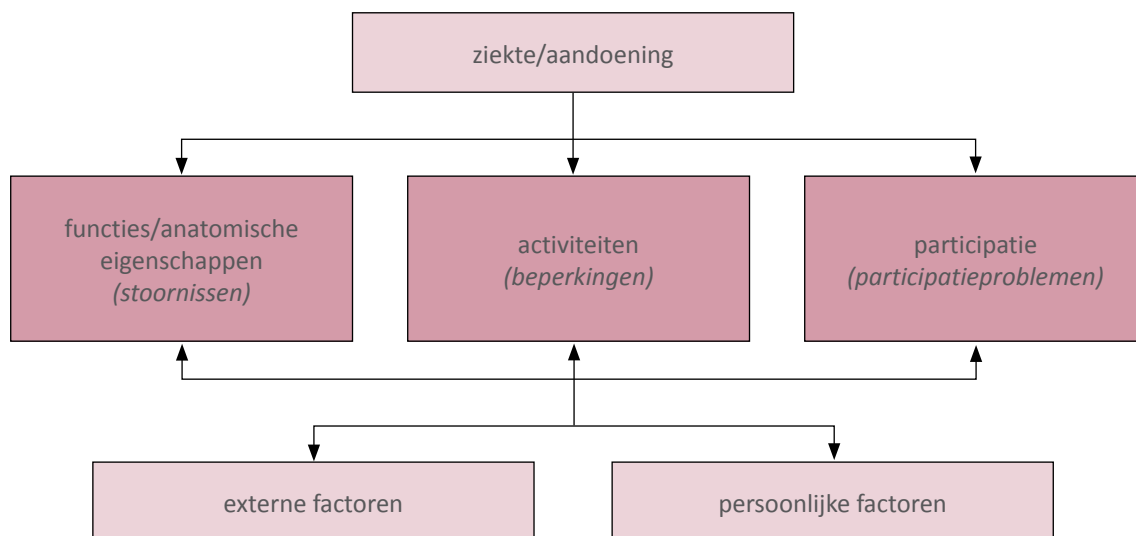 ziekte/aandoening
functies/anatomische
eigenschappen
(stoornissen)
activiteiten
(beperkingen)
participatie
(participatieproblemen)
externe factoren
persoonlijke factoren